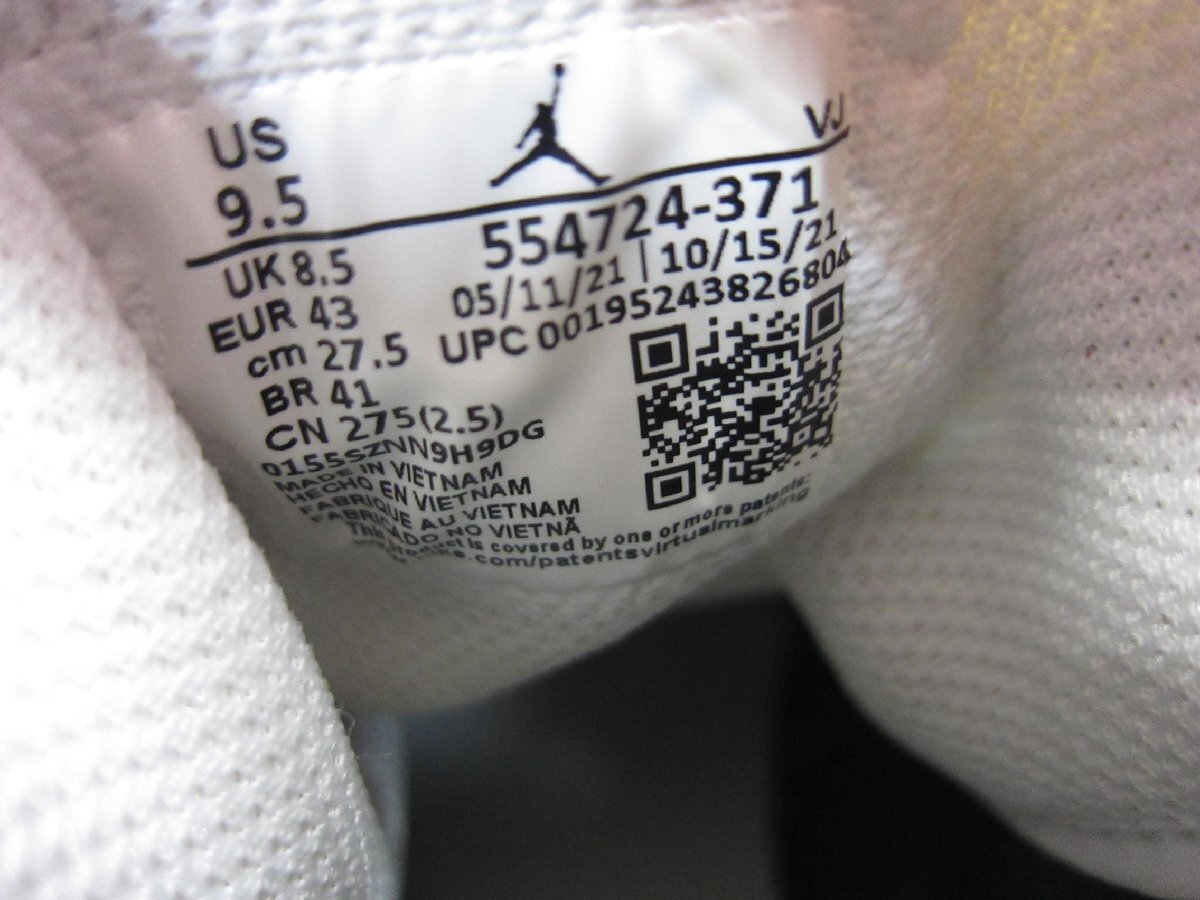 US
9.5
VJ
UK 8.5
EUR 43
cm 27.5
BR 41
CN 275(2.5)
554724-371
05/11/21 | 10/15/21
UPC 00195243826804
0155SZNN9H9DG
MADE IN VIETNAM
HECHO EN VIETNAM
FABRIQUE AU VIETNAM
FABRICADO NO VIETNÃ
is covered by one or more patents:
.com/patentsvirtualmarking